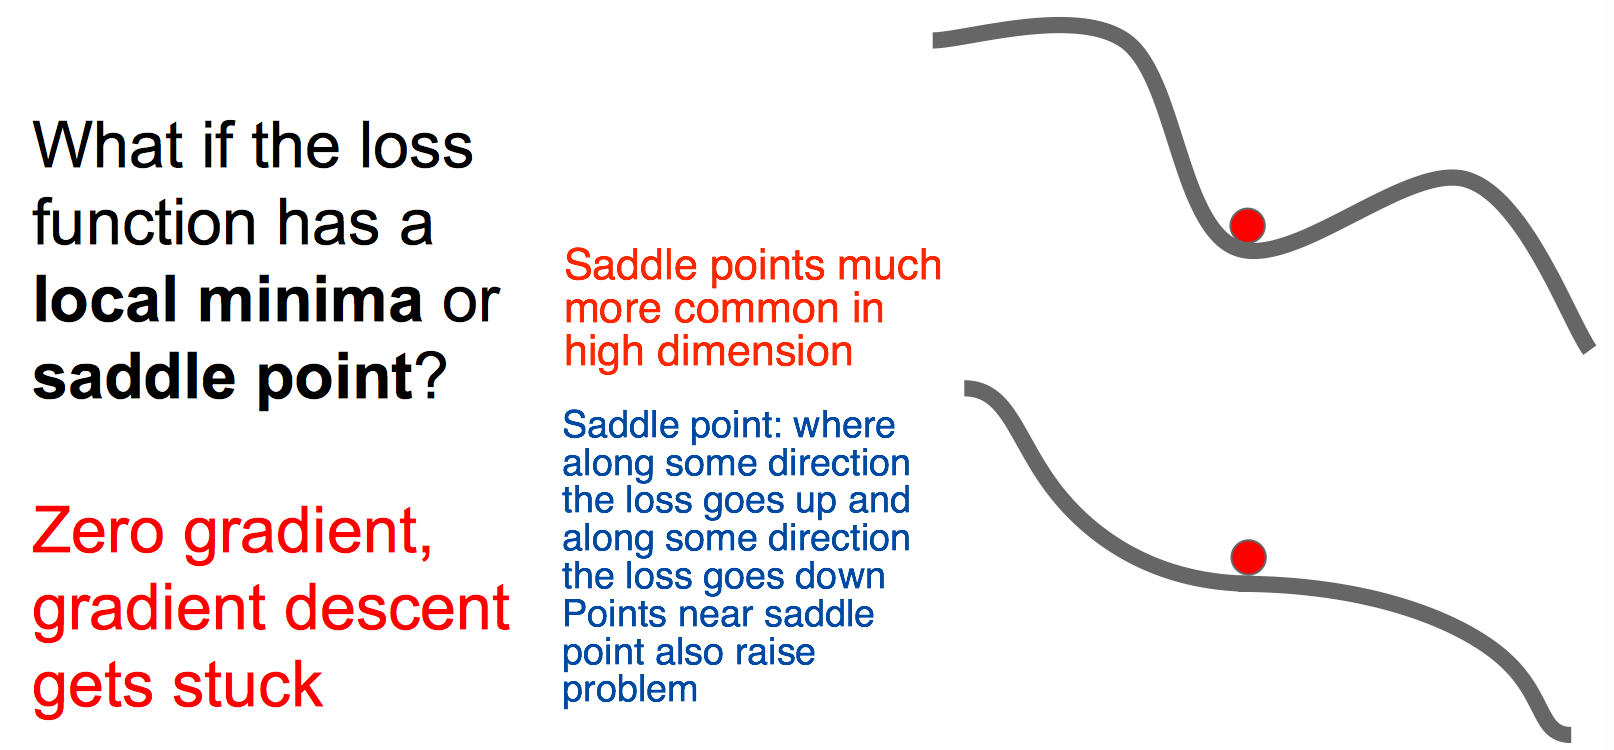 What if the loss
function has a
local minima or
saddle point?
Zero gradient,
gradient descent
gets stuck
Saddle points much
more common in
high dimension
Saddle point: where
along some direction
the loss goes up and
along some direction
the loss goes down
Points near saddle
point also raise
problem